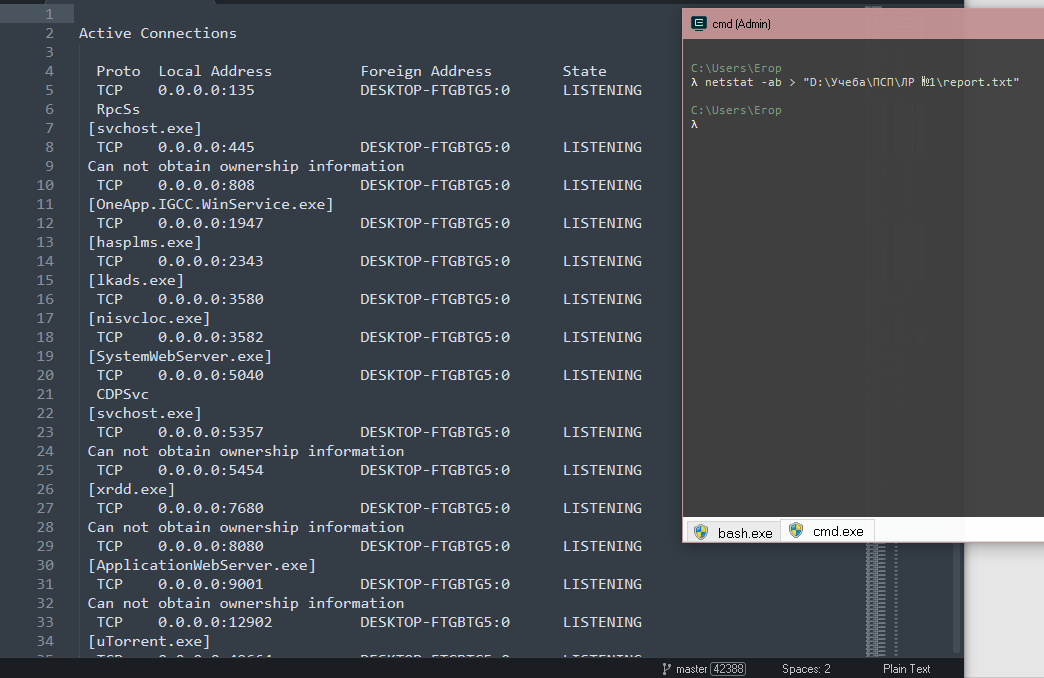 1
2 Active Connections
3
4 Proto Local Address Foreign Address State
5 TCP 0.0.0.0:135 DESKTOP-FTGBTG5:0 LISTENING
6 RpcSs
7 [svchost.exe]
8 TCP 0.0.0.0:445 DESKTOP-FTGBTG5:0 LISTENING
9 Can not obtain ownership information
10 TCP 0.0.0.0:808 DESKTOP-FTGBTG5:0 LISTENING
11 [OneApp.IGCC.WinService.exe]
12 TCP 0.0.0.0:1947 DESKTOP-FTGBTG5:0 LISTENING
13 [hasplms.exe]
14 TCP 0.0.0.0:2343 DESKTOP-FTGBTG5:0 LISTENING
15 [lkads.exe]
16 TCP 0.0.0.0:3580 DESKTOP-FTGBTG5:0 LISTENING
17 [nisvcloc.exe]
18 TCP 0.0.0.0:3582 DESKTOP-FTGBTG5:0 LISTENING
19 [SystemWebServer.exe]
20 TCP 0.0.0.0:5040 DESKTOP-FTGBTG5:0 LISTENING
21 CDPSvc
22 [svchost.exe]
23 TCP 0.0.0.0:5357 DESKTOP-FTGBTG5:0 LISTENING
24 Can not obtain ownership information
25 TCP 0.0.0.0:5454 DESKTOP-FTGBTG5:0 LISTENING
26 [xrdd.exe]
27 TCP 0.0.0.0:7680 DESKTOP-FTGBTG5:0 LISTENING
28 Can not obtain ownership information
29 TCP 0.0.0.0:8080 DESKTOP-FTGBTG5:0 LISTENING
30 [ApplicationWebServer.exe]
31 TCP 0.0.0.0:9001 DESKTOP-FTGBTG5:0 LISTENING
32 Can not obtain ownership information
33 TCP 0.0.0.0:12902 DESKTOP-FTGBTG5:0 LISTENING
34 [uTorrent.exe]
master 42388 Spaces: 2 Plain Text
cmd (Admin)
C:\Users\Егор
λ netstat -ab > "D:\Учеба\ПСП\ЛР №1\report.txt"
C:\Users\Егор
λ
bash.exe cmd.exe